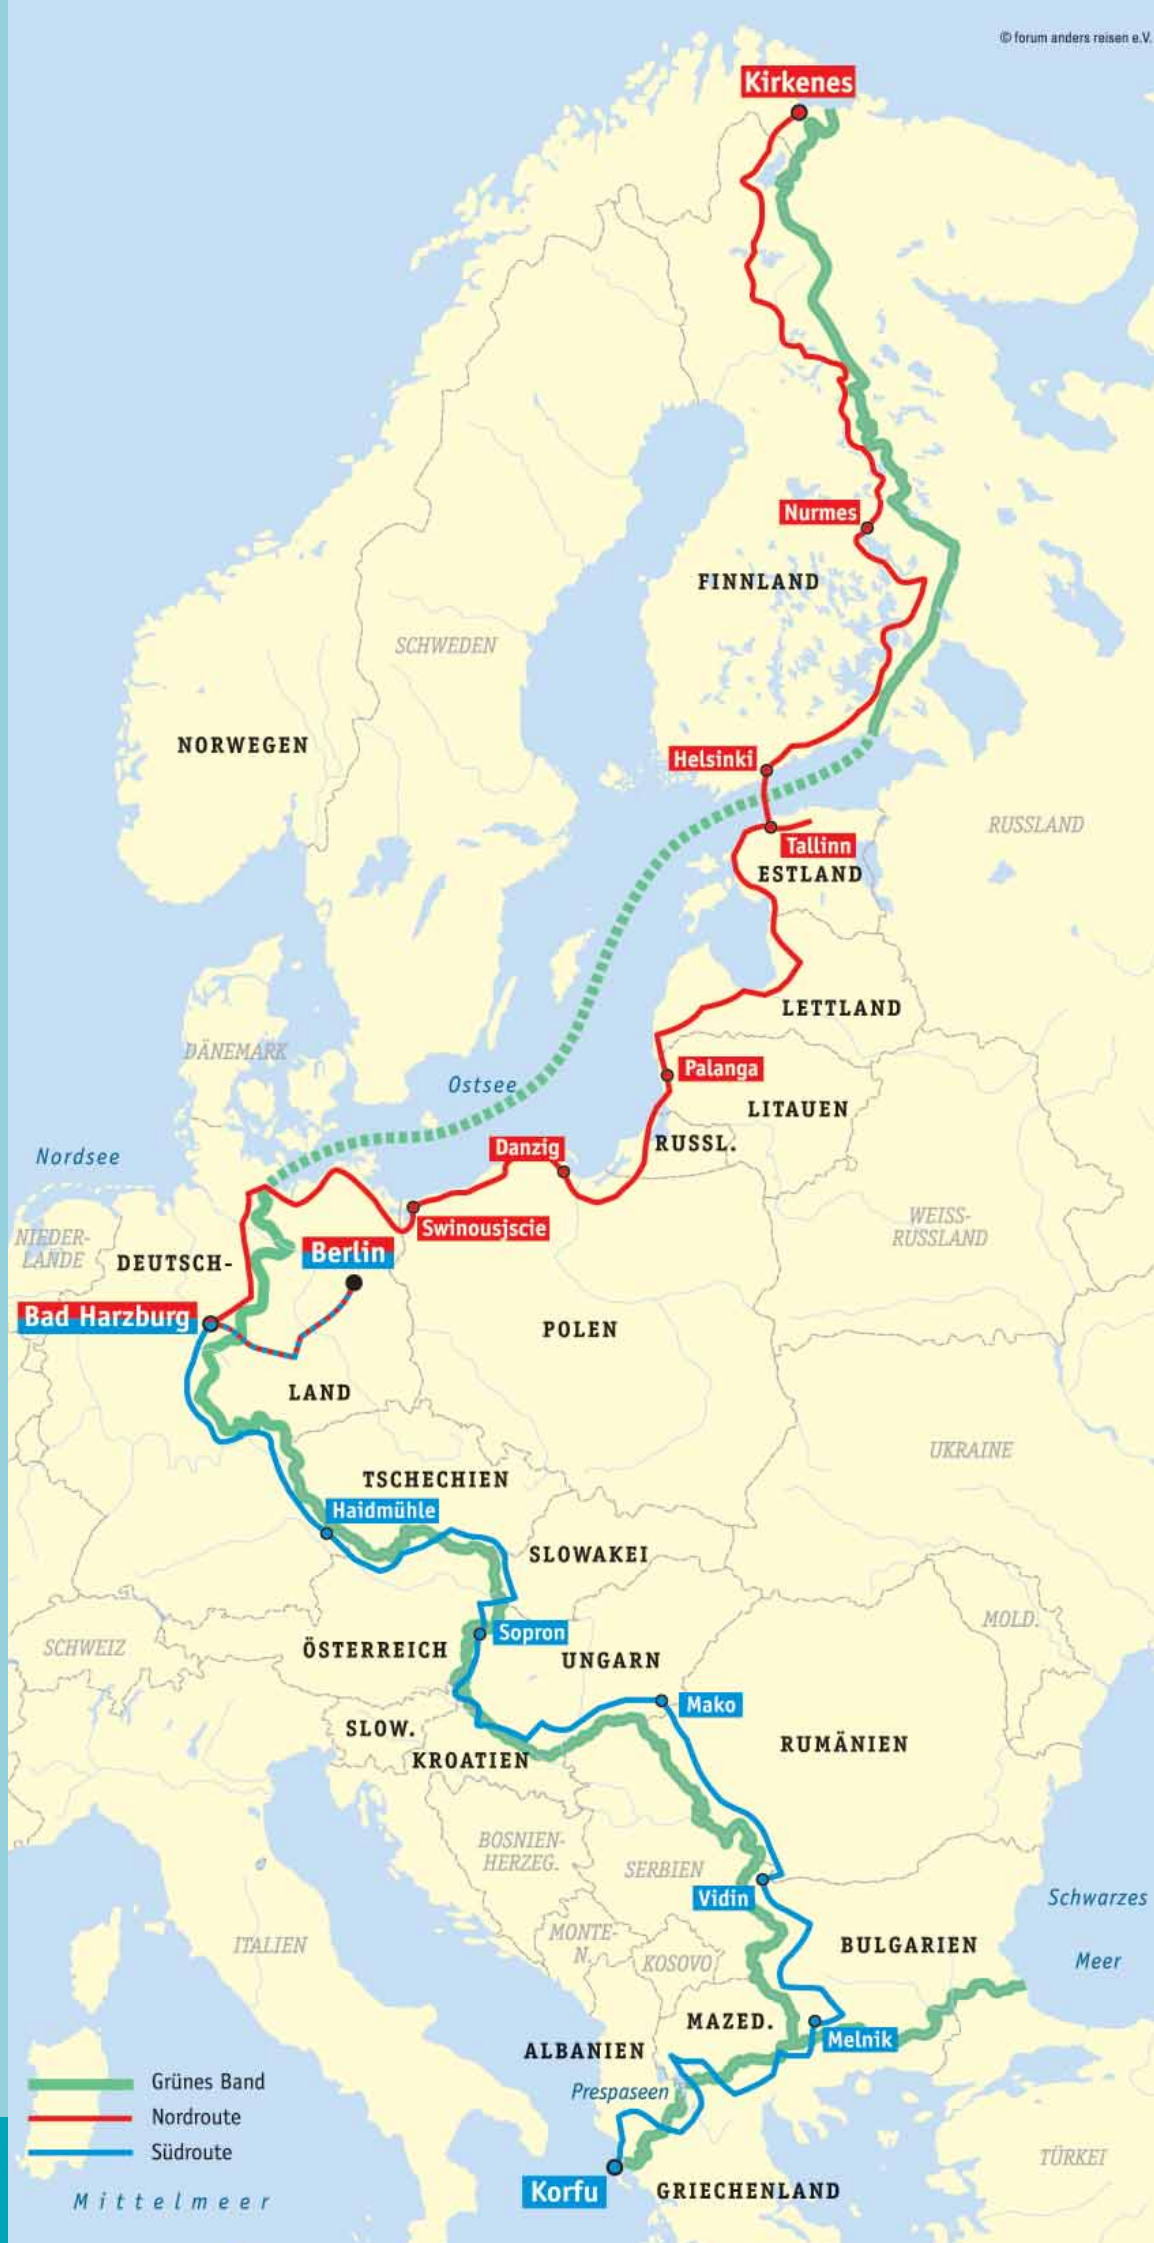 © forum anders reisen e.V.
Kirkenes
Nurmes
FINNLAND
SCHWEDEN
NORWEGEN
Helsinki
RUSSLAND
Tallinn
ESTLAND
LETTLAND
DÄNEMARK
Palanga
Ostsee
LITAUEN
RUSSL.
Danzig
Nordsee
Swinousjscie
WEISS-
RUSSLAND
NIEDER-
LANDE
DEUTSCH-
Berlin
Bad Harzburg
POLEN
LAND
UKRAINE
TSCHECHIEN
Haidmühle
SLOWAKEI
MOLD.
Sopron
SCHWEIZ
ÖSTERREICH
UNGARN
Mako
SLOW.
RUMÄNIEN
KROATIEN
BOSNIEN-
HERZEG.
SERBIEN
Vidin
Schwarzes
Meer
MONTE-
N.
ITALIEN
BULGARIEN
KOSOVO
MAZED.
Melnik
ALBANIEN
Prespaseen
Grünes Band
Nordroute
Südroute
TÜRKEI
Korfu
GRIECHENLAND
Mittelmeer